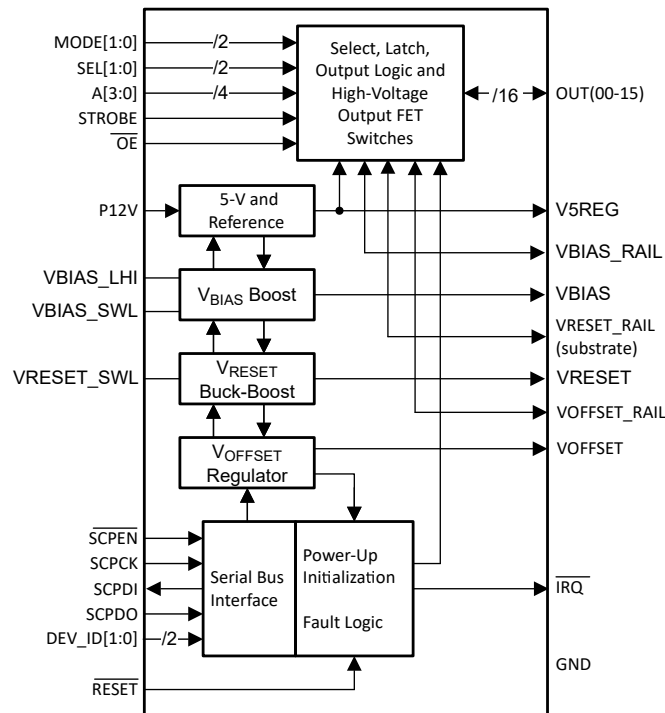 MODE[1:0]
/2
SEL[1:0]
/2
A[3:0]
/4
STROBE
OE
Select, Latch,
Output Logic and
High-Voltage
Output FET
Switches
/16
OUT(00-15)
P12V
5-V and
Reference
V5REG
VBIAS_RAIL
VBIAS_LHI
VBIAS_SWL
VBIAS Boost
VBIAS
VRESET_RAIL
(substrate)
VRESET_SWL
VRESET
Buck-Boost
VRESET
VOFFSET_RAIL
VOFFSET
Regulator
VOFFSET
SCPEN
SCPCK
SCPDI
SCPDO
DEV_ID[1:0]
/2
RESET
Serial Bus
Interface
Power-Up
Initialization
Fault Logic
IRQ
GND